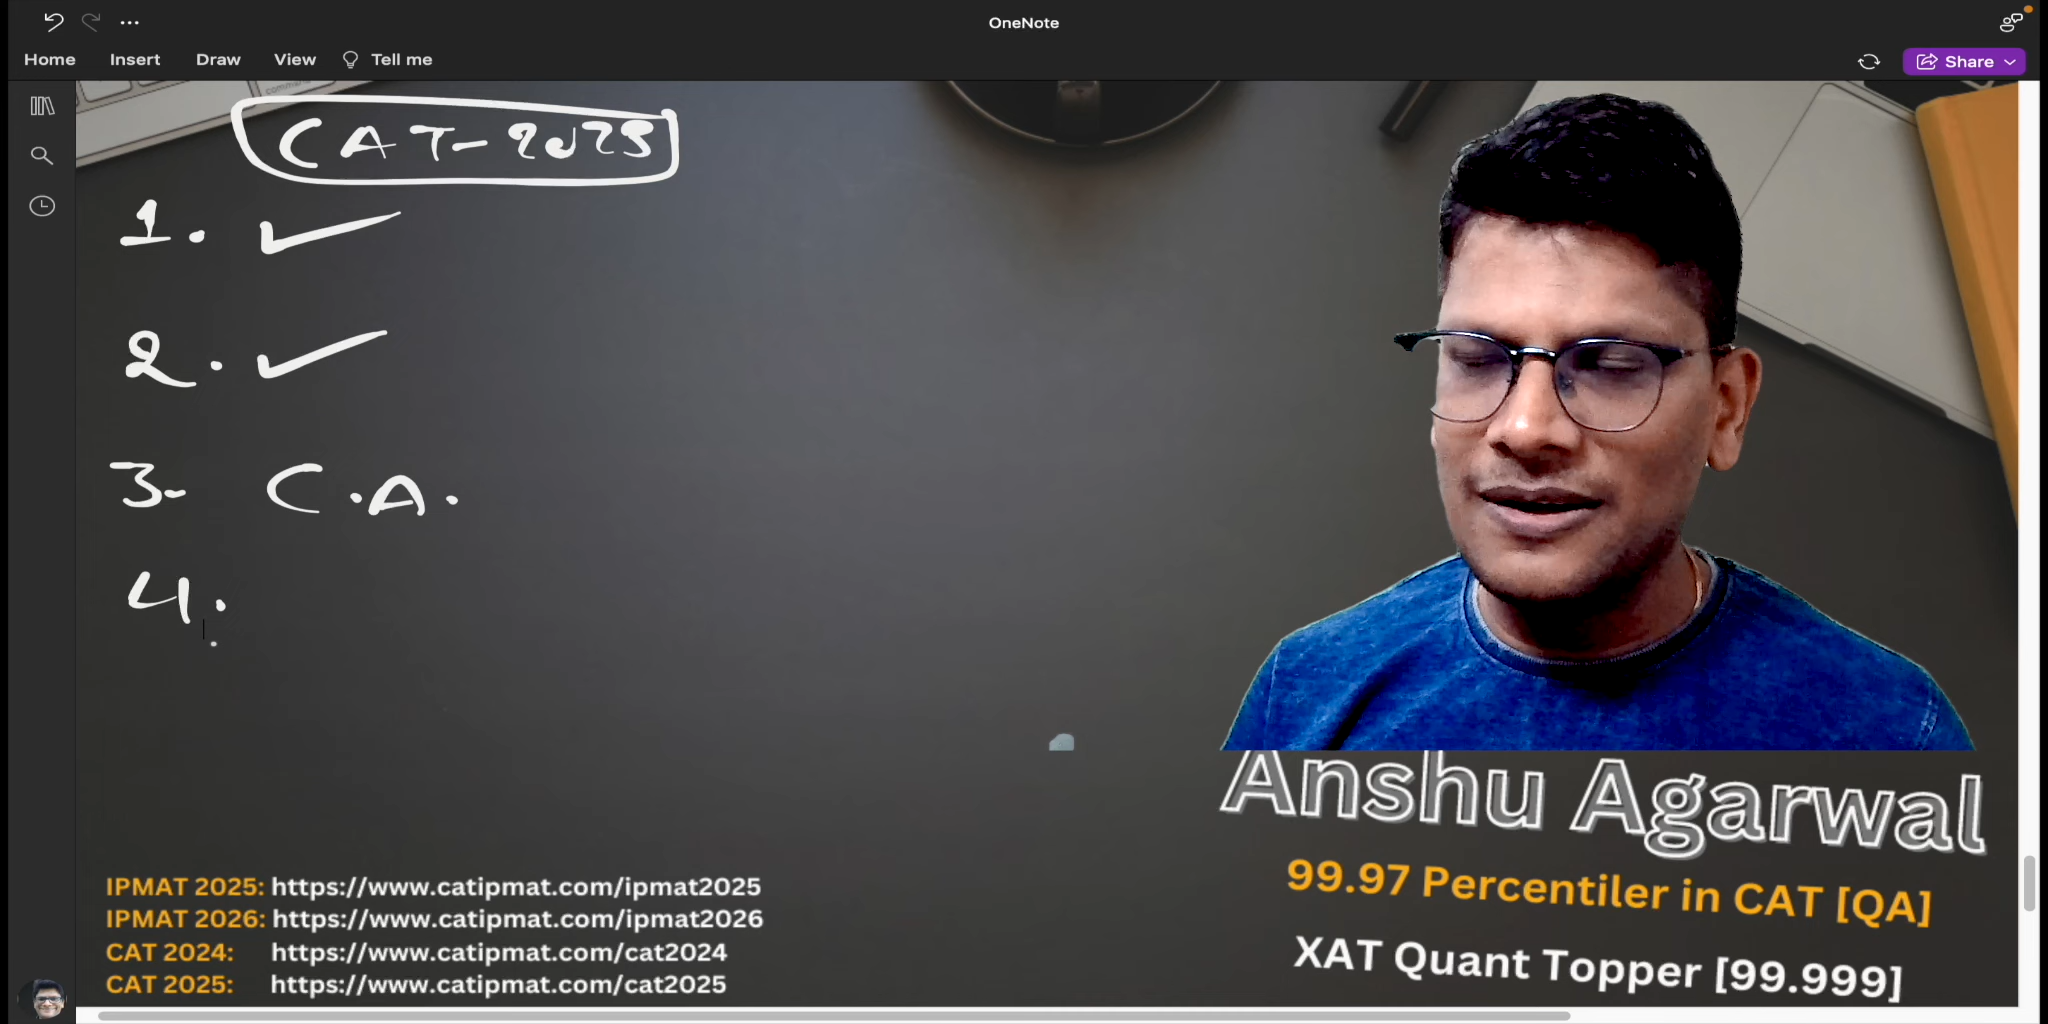 OneNote
Home Insert Draw View Tell me
Share
command
CAT-2025
1.
2.
3- C.A.
4.
Anshu Agarwal
99.97 Percentiler in CAT [QA]
XAT Quant Topper [99.999]
IPMAT 2025: https://www.catipmat.com/ipmat2025
IPMAT 2026: https://www.catipmat.com/ipmat2026
CAT 2024: https://www.catipmat.com/cat2024
CAT 2025: https://www.catipmat.com/cat2025